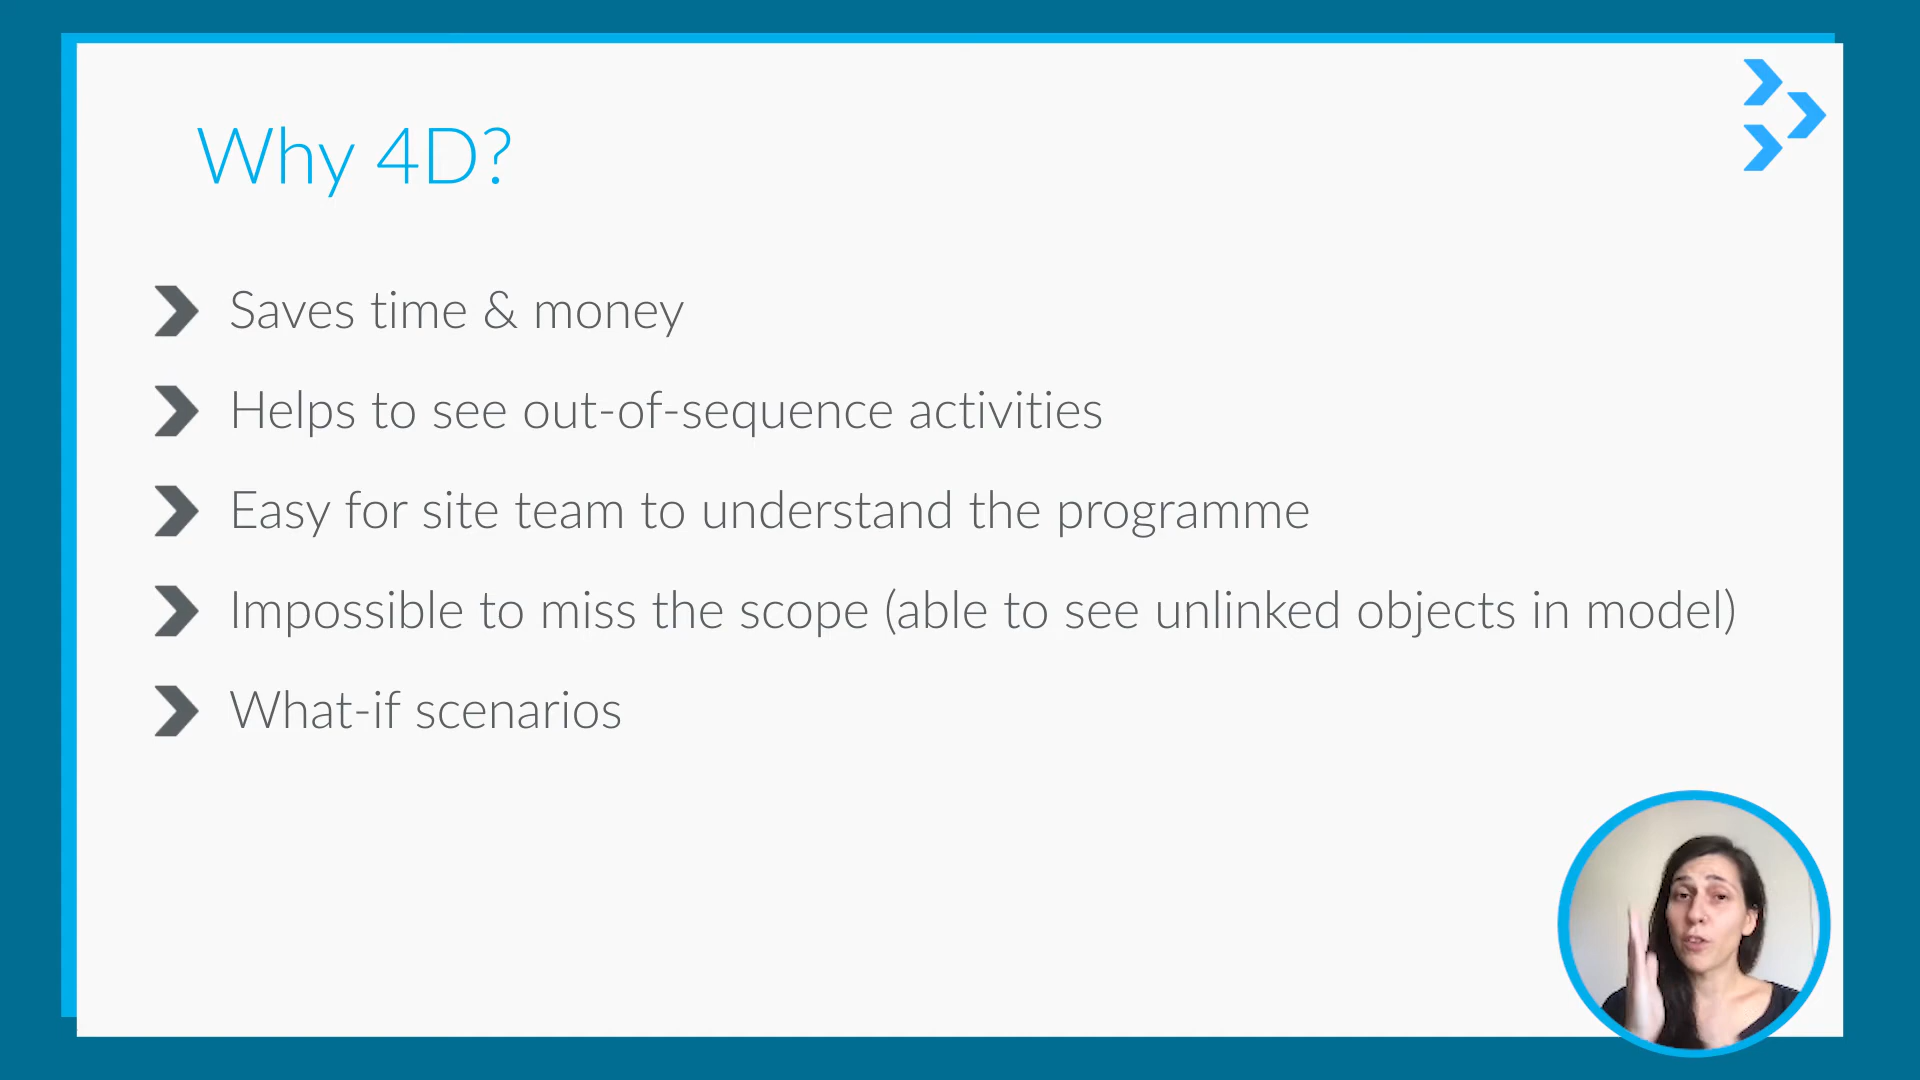 Why 4D?
Saves time & money
Helps to see out-of-sequence activities
Easy for site team to understand the programme
Impossible to miss the scope (able to see unlinked objects in model)
What-if scenarios